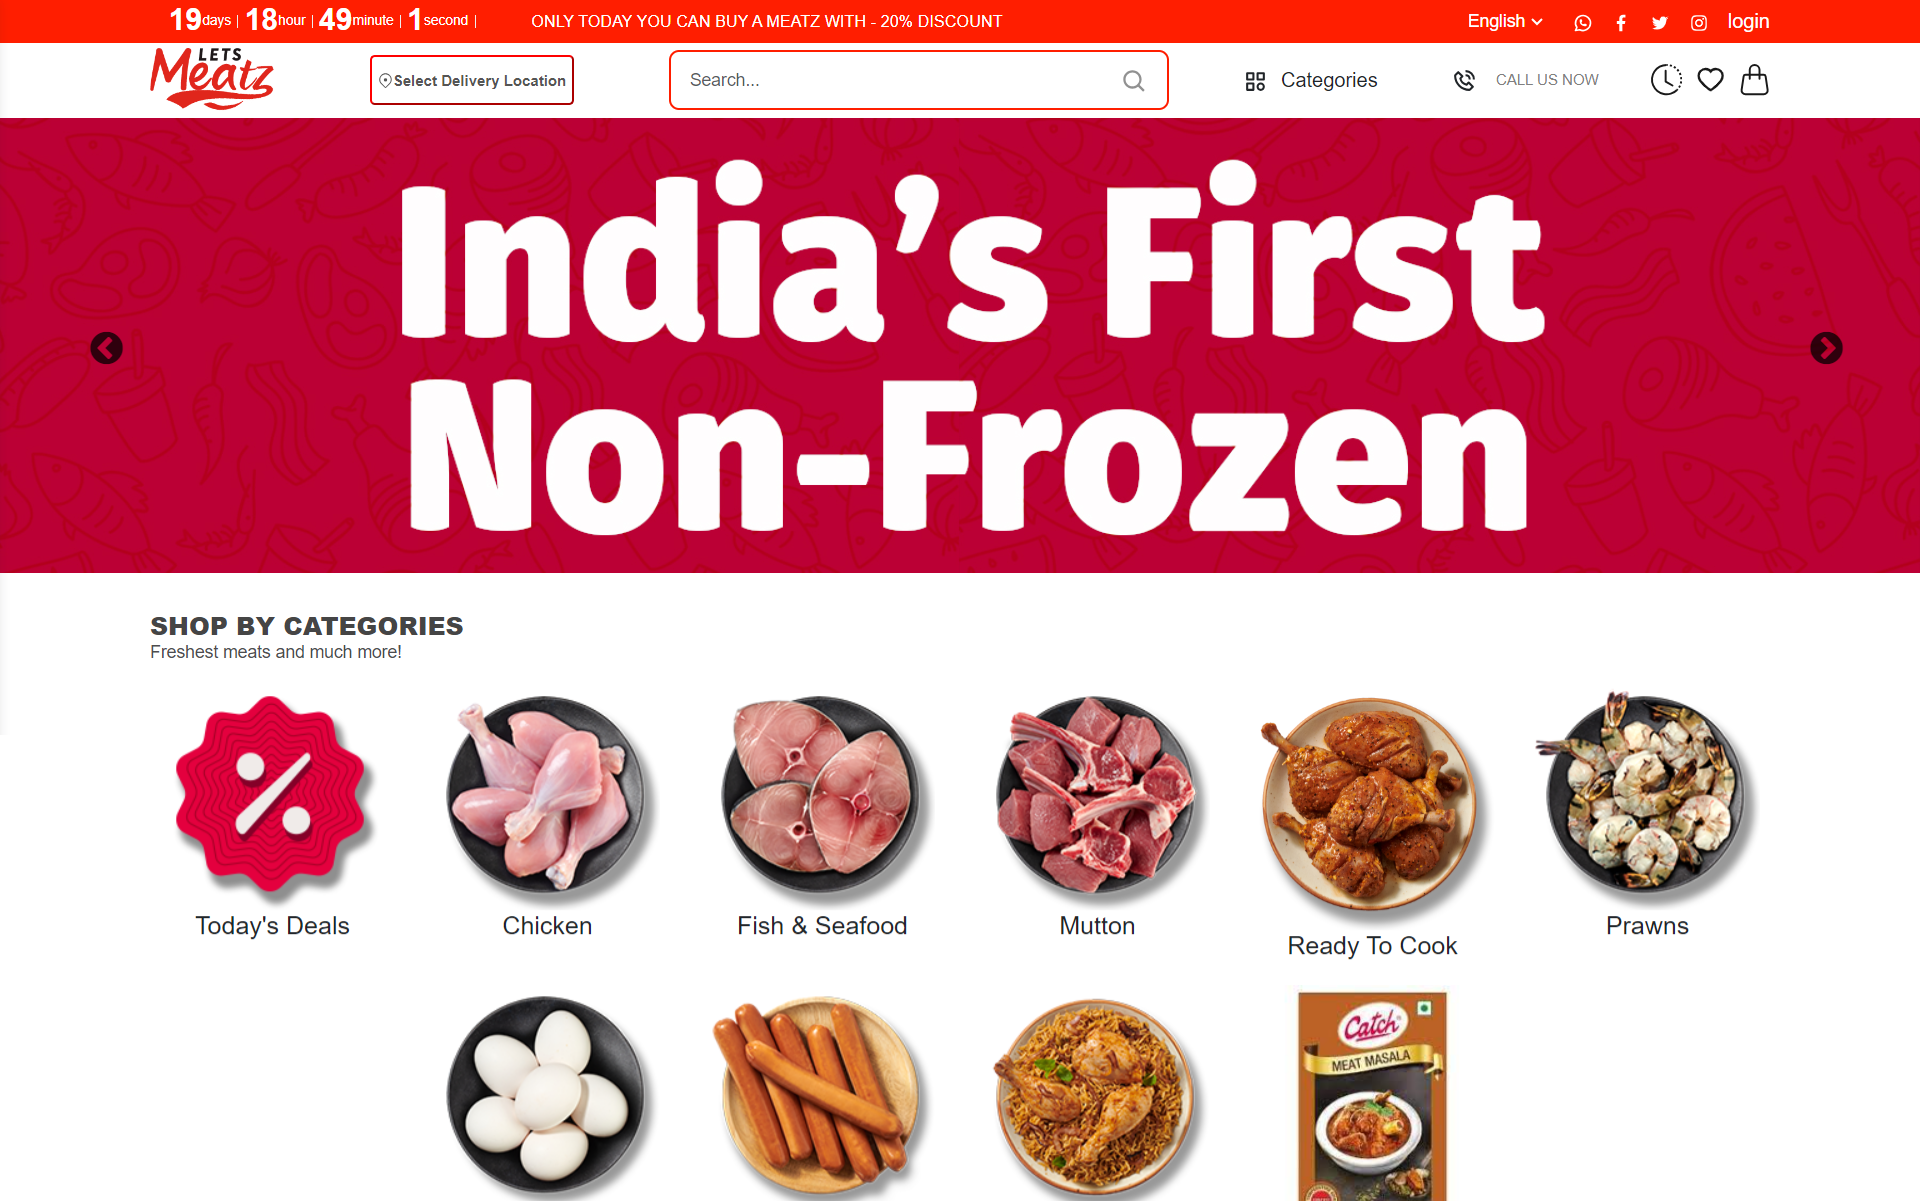 19days | 18hour | 49minute | 1second |
ONLY TODAY YOU CAN BUY A MEATZ WITH - 20% DISCOUNT
English
login
LETS
Meatz
Select Delivery Location
Search...
Categories
CALL US NOW
India's First
Non-Frozen
SHOP BY CATEGORIES
Freshest meats and much more!
Today's Deals
Chicken
Fish & Seafood
Mutton
Ready To Cook
Prawns
Catch
MEAT MASALA